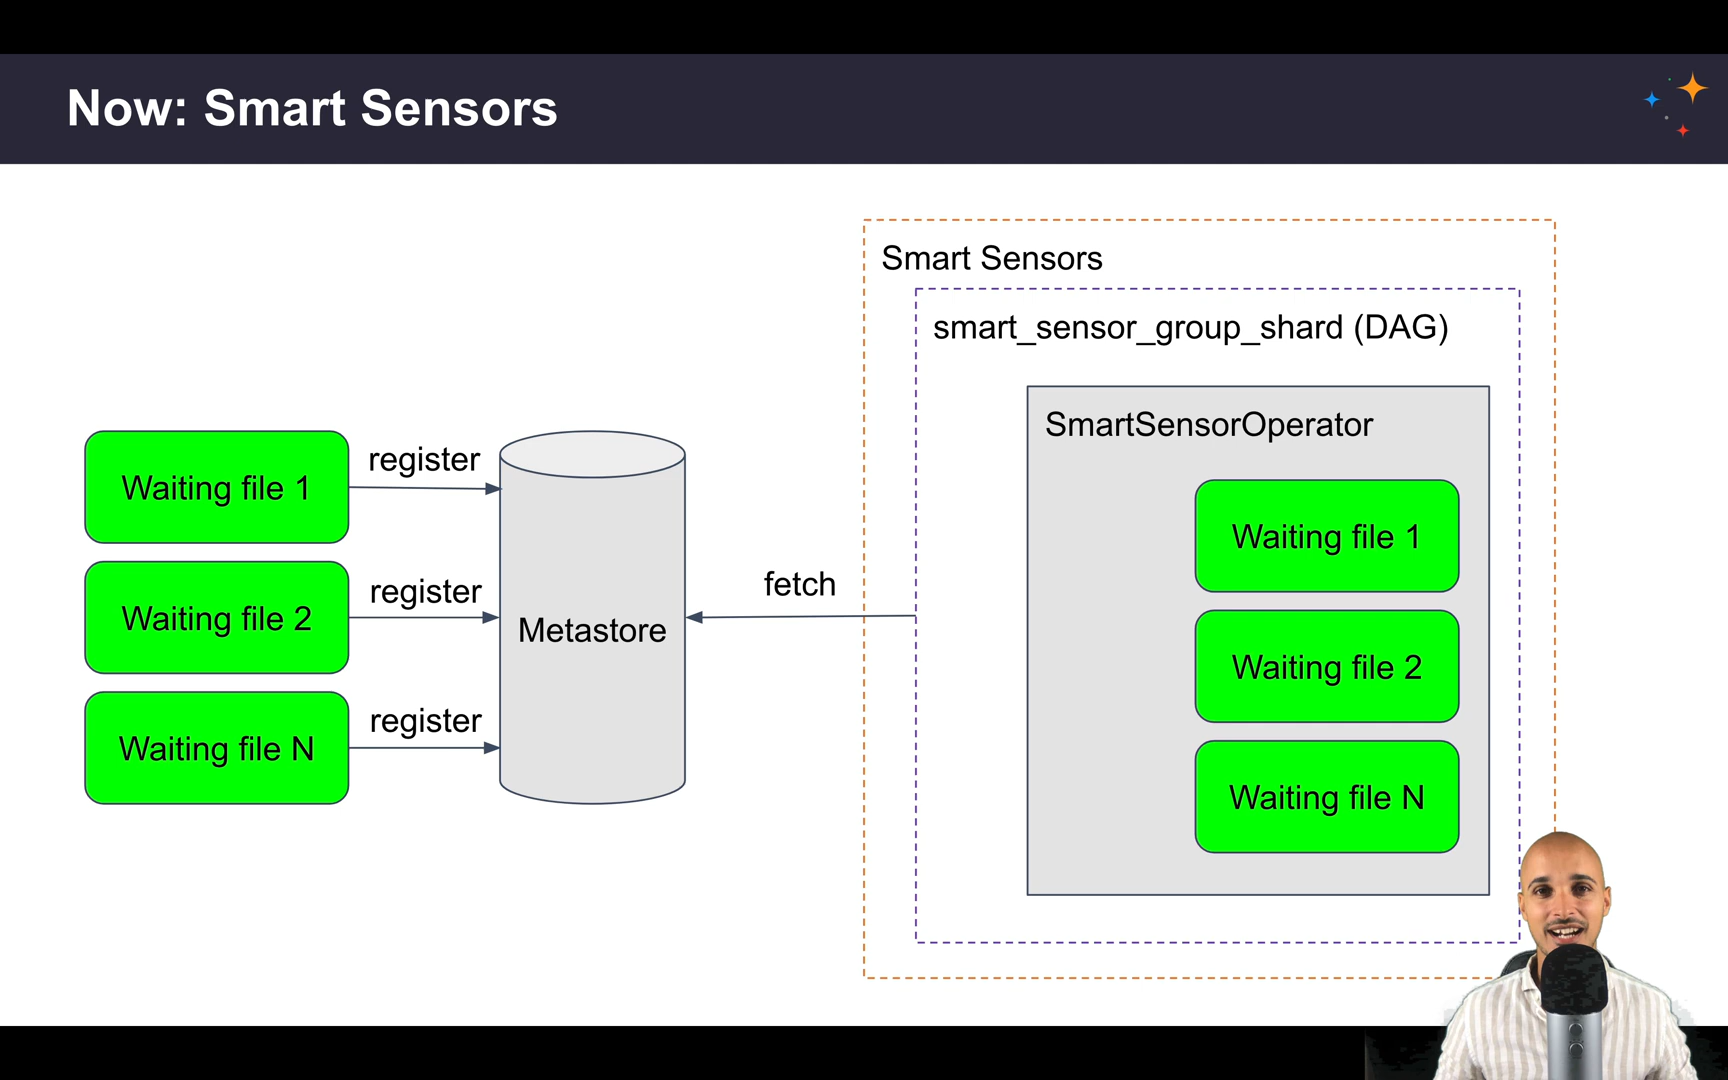 Now: Smart Sensors
Smart Sensors
smart_sensor_group_shard (DAG)
SmartSensorOperator
Waiting file 1
register
Waiting file 2
register
Waiting file N
register
Metastore
fetch
Waiting file 1
Waiting file 2
Waiting file N